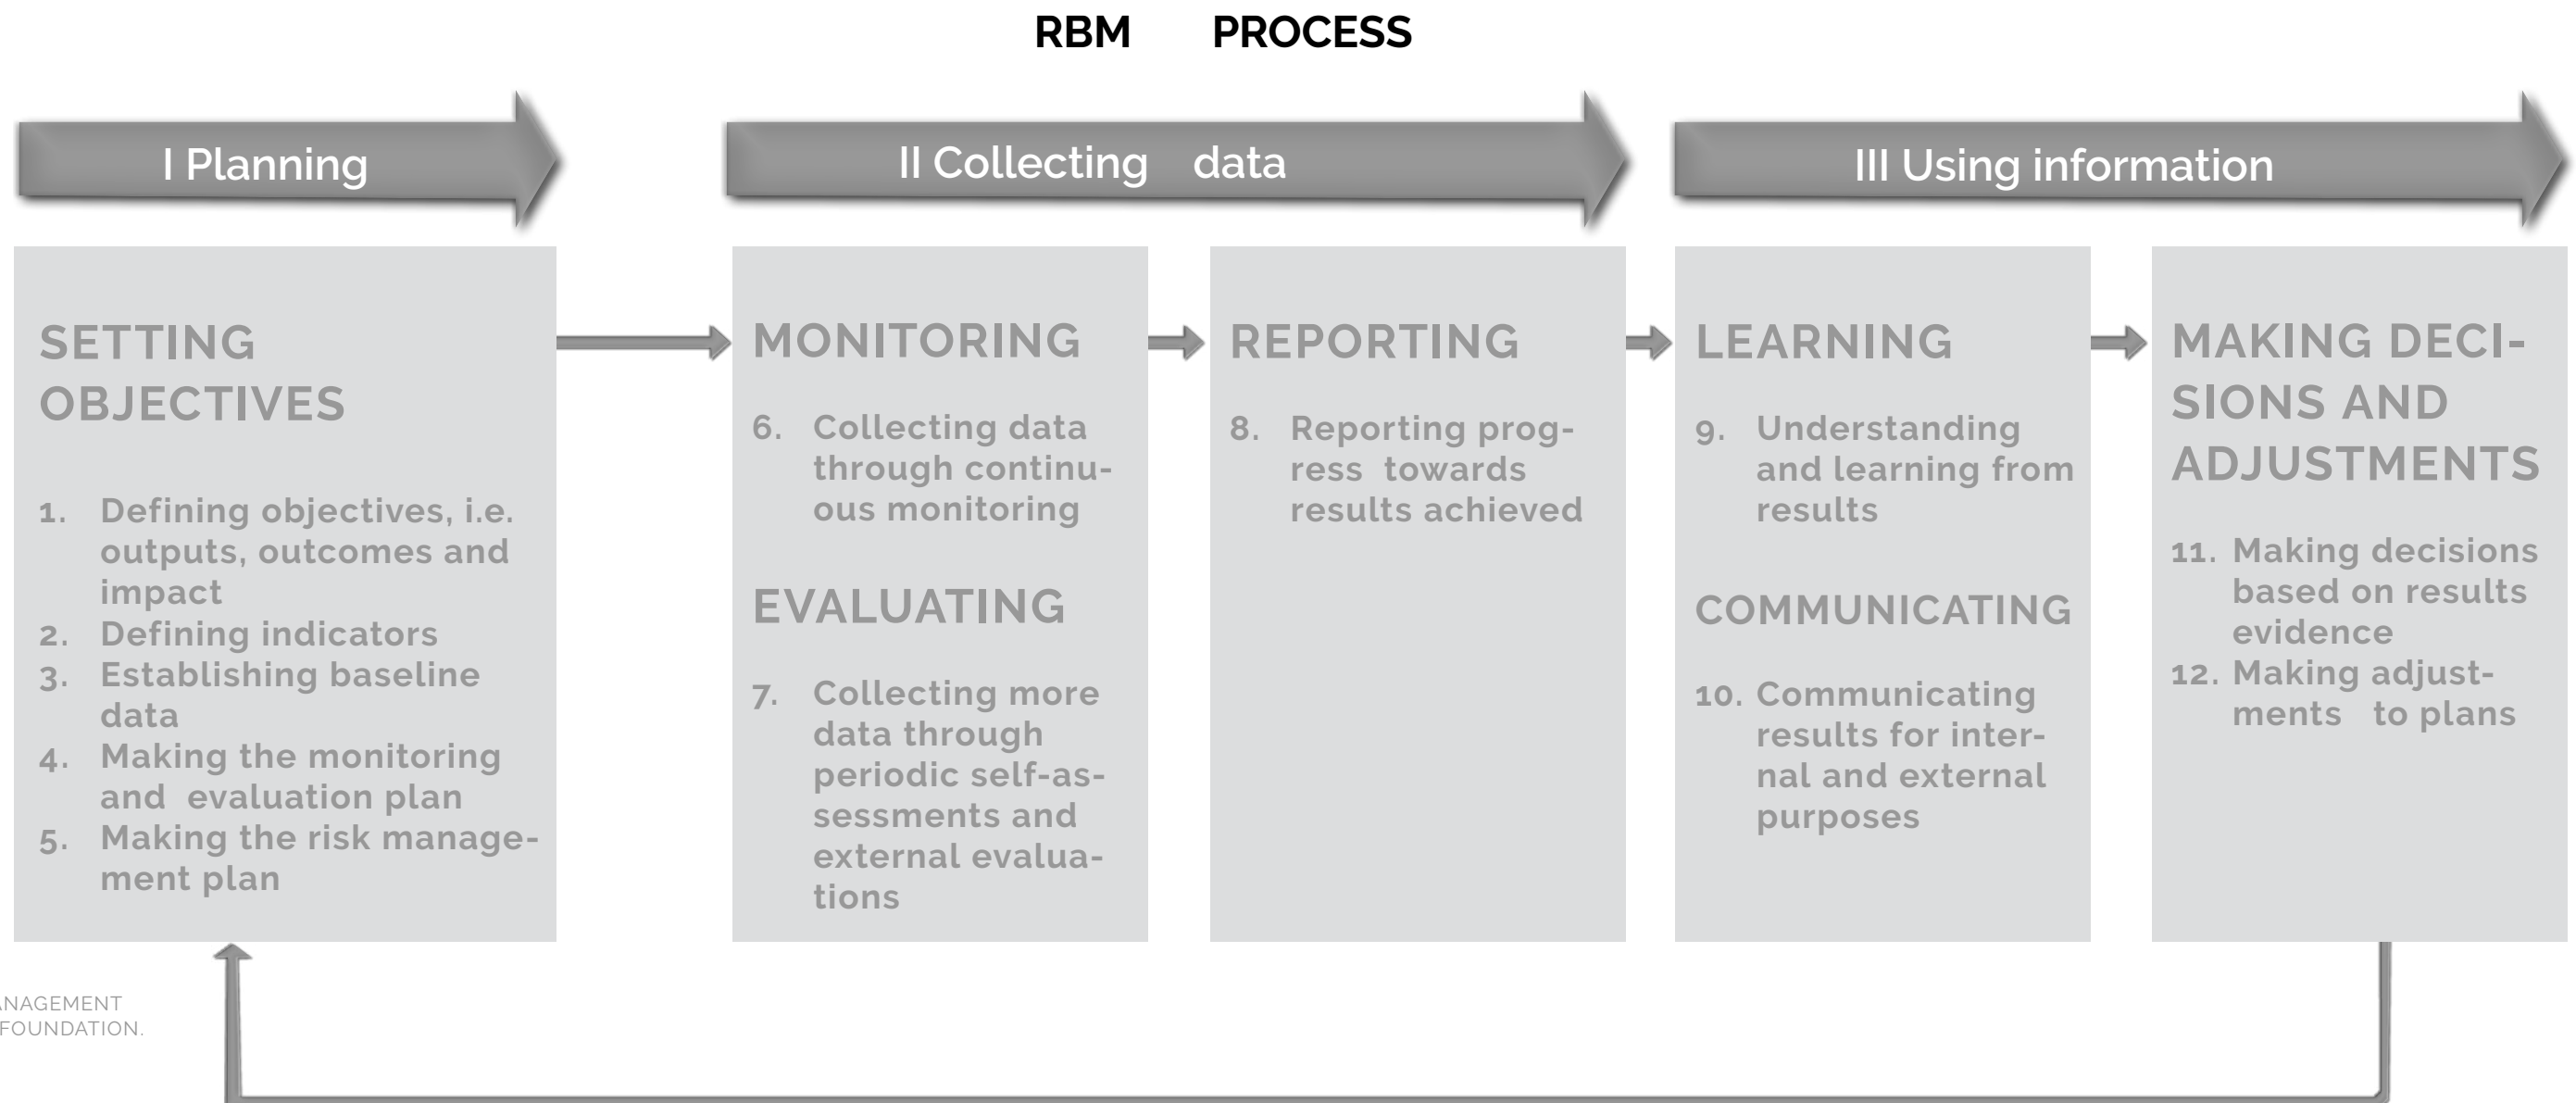 RBM PROCESS
I Planning
II Collecting data
III Using information
SETTING
OBJECTIVES
1. Defining objectives, i.e.
outputs, outcomes and
impact
2. Defining indicators
3. Establishing baseline
data
4. Making the monitoring
and evaluation plan
5. Making the risk manage-
ment plan
MONITORING
6. Collecting data
through continu-
ous monitoring
EVALUATING
7. Collecting more
data through
periodic self-as-
sessments and
external evalua-
tions
REPORTING
8. Reporting prog-
ress towards
results achieved
LEARNING
9. Understanding
and learning from
results
COMMUNICATING
10. Communicating
results for inter-
nal and external
purposes
MAKING DECI-
SIONS AND
ADJUSTMENTS
11. Making decisions
based on results
evidence
12. Making adjust-
ments to plans
FOUNDATION.